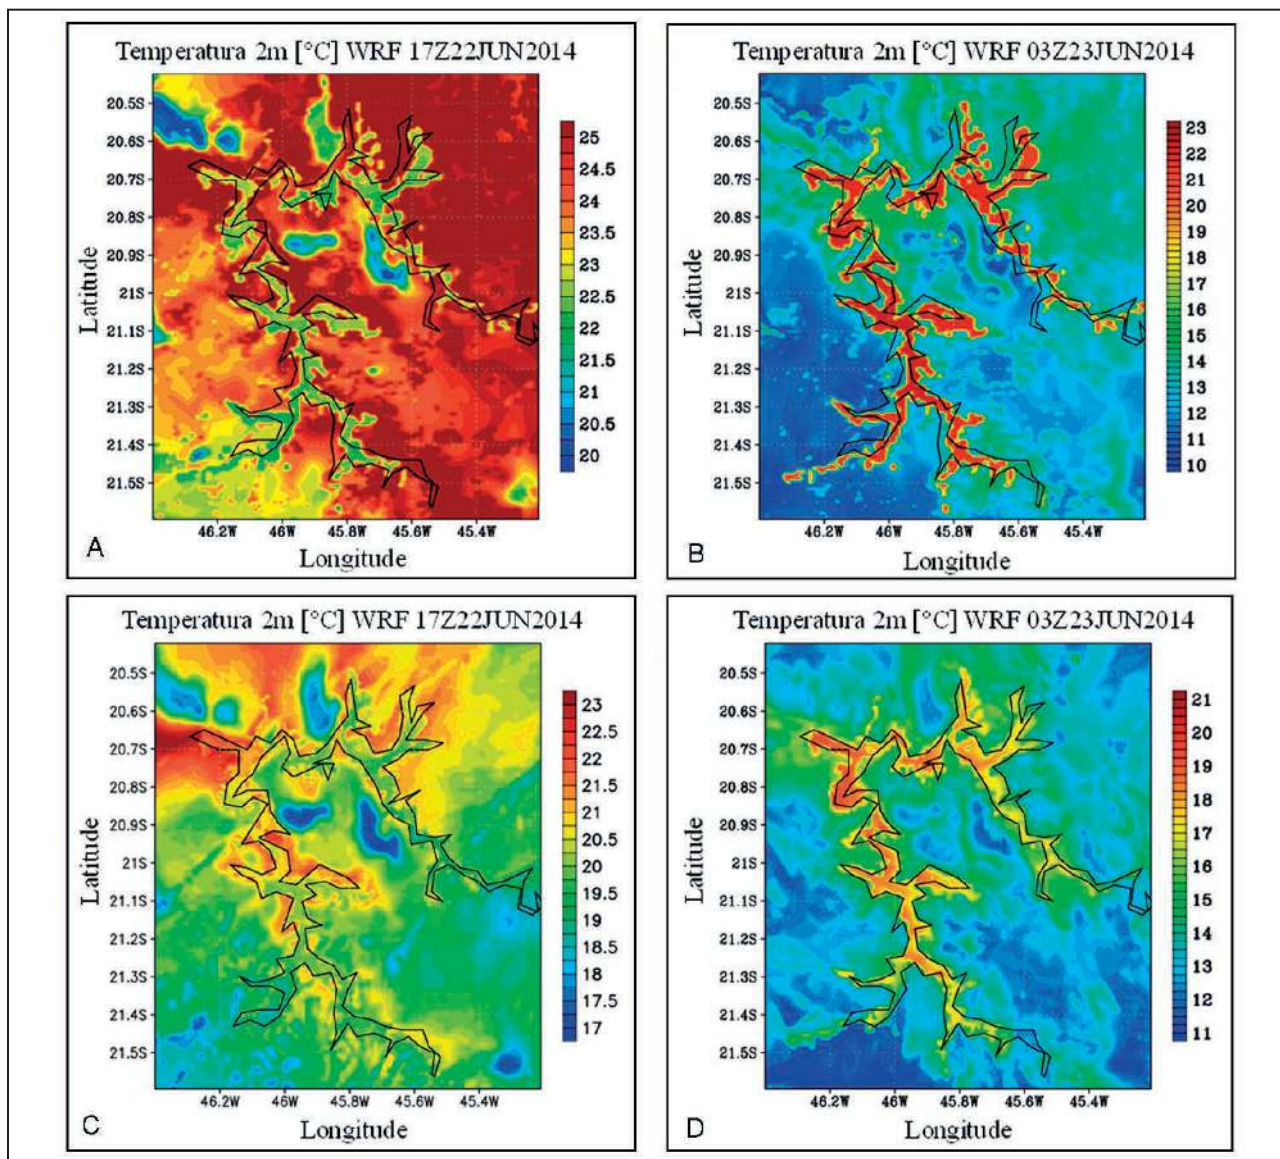 Temperatura 2m [°C] WRF 17Z22JUN2014
20.5S
20.6S
20.7S
20.8S
20.9S
21S
21.1S
21.2S
21.3S
21.4S
21.5S
Latitude
46.2W 46W 45.8W 45.6W 45.4W
Longitude
25
24.5
24
23.5
23
22.5
22
21.5
21
20.5
20
A
Temperatura 2m [°C] WRF 03Z23JUN2014
20.5S
20.6S
20.7S
20.8S
20.9S
21S
21.1S
21.2S
21.3S
21.4S
21.5S
Latitude
46.2W 46W 45.8W 45.6W 45.4W
Longitude
23
22
21
20
19
18
17
16
15
14
13
12
11
10
B
Temperatura 2m [°C] WRF 17Z22JUN2014
20.5S
20.6S
20.7S
20.8S
20.9S
21S
21.1S
21.2S
21.3S
21.4S
21.5S
Latitude
46.2W 46W 45.8W 45.6W 45.4W
Longitude
23
22.5
22
21.5
21
20.5
20
19.5
19
18.5
18
17.5
17
C
Temperatura 2m [°C] WRF 03Z23JUN2014
20.5S
20.6S
20.7S
20.8S
20.9S
21S
21.1S
21.2S
21.3S
21.4S
21.5S
Latitude
46.2W 46W 45.8W 45.6W 45.4W
Longitude
21
20
19
18
17
16
15
14
13
12
11
D